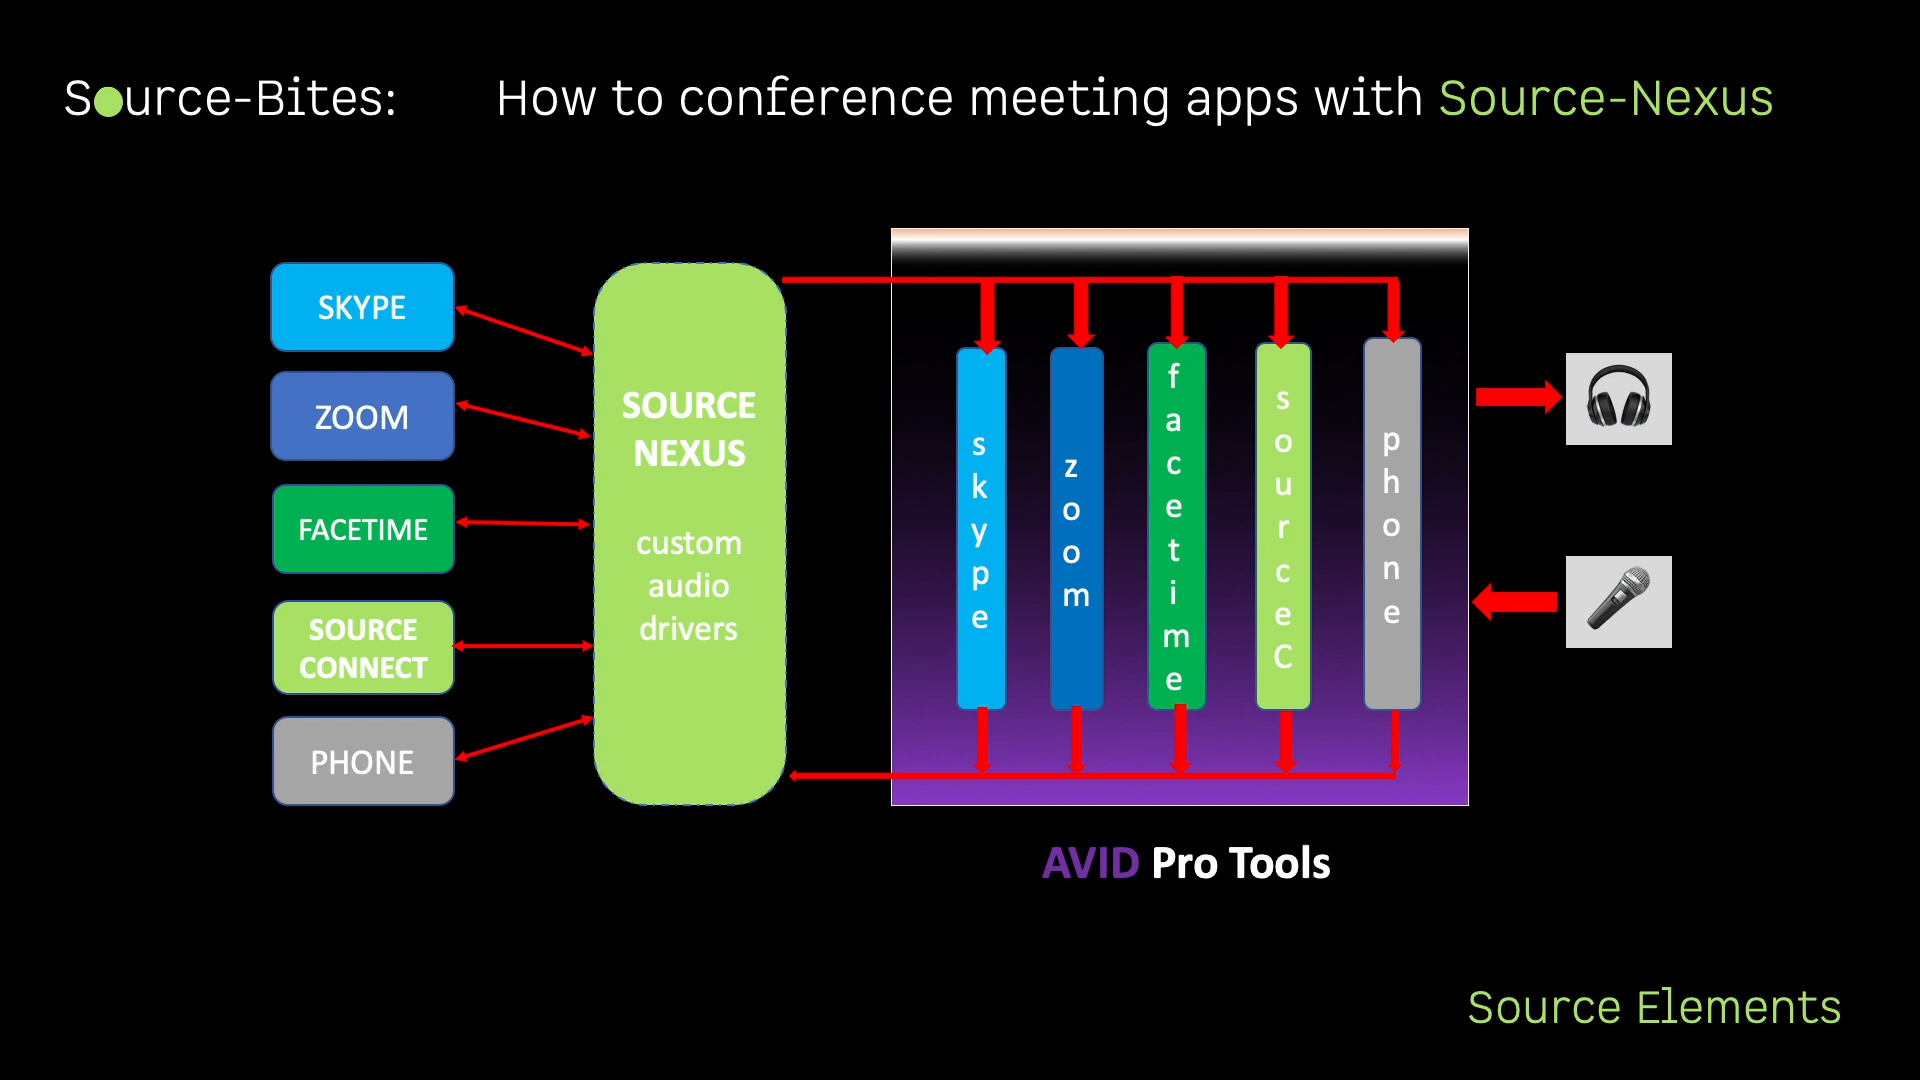 Source-Bites: How to conference meeting apps with Source-Nexus
SKYPE
ZOOM
FACETIME
SOURCE
CONNECT
PHONE
SOURCE
NEXUS
custom
audio
drivers
skype
zoom
facetime
sourceC
phone
AVID Pro Tools
Source Elements